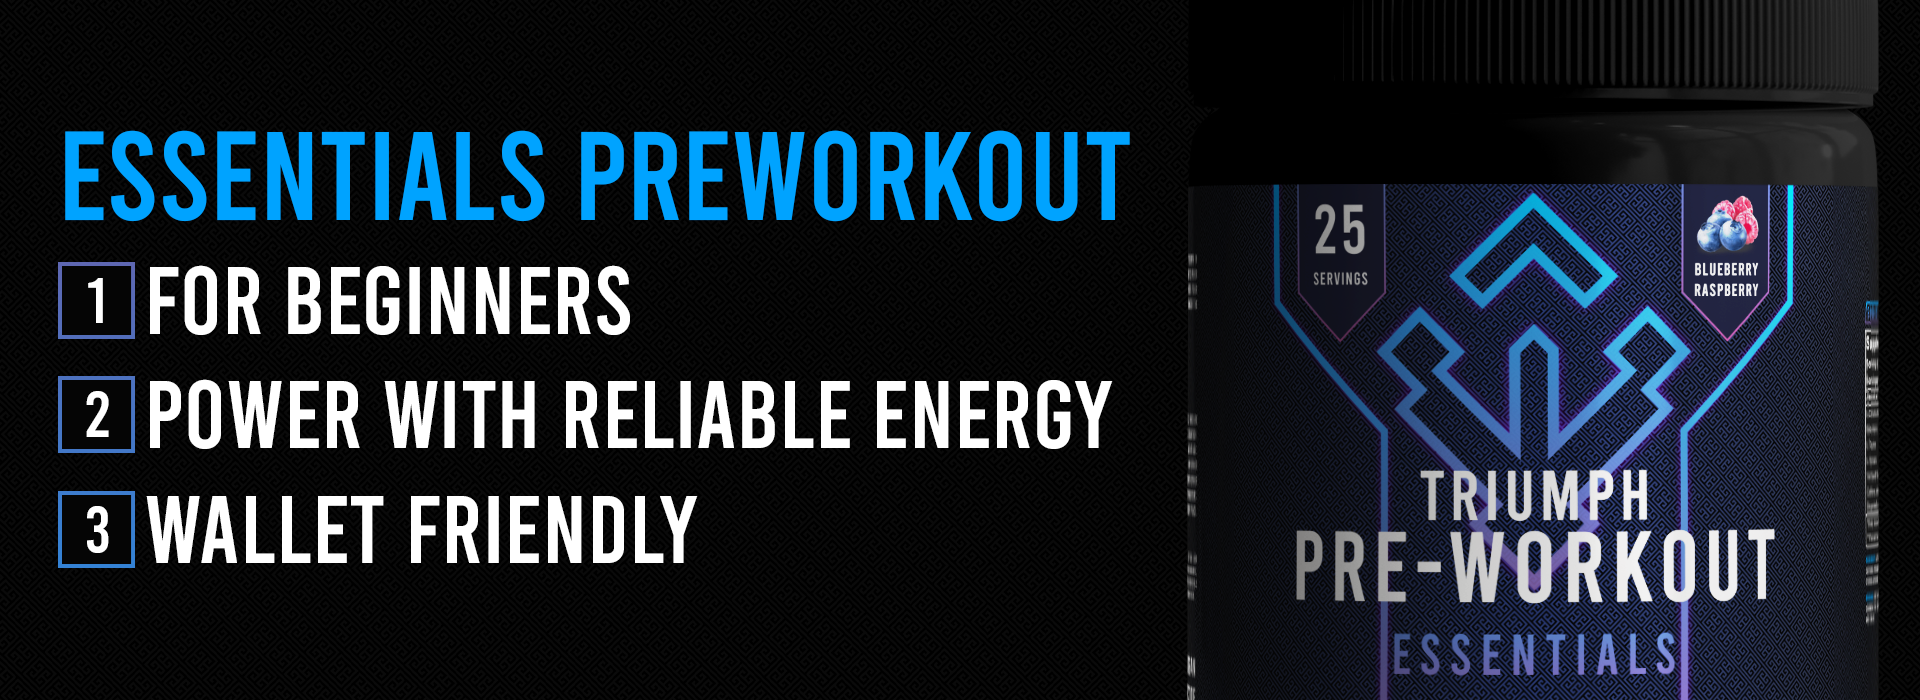 ESSENTIALS PREWORKOUT
1 FOR BEGINNERS
2 POWER WITH RELIABLE ENERGY
3 WALLET FRIENDLY
25
SERVINGS
BLUEBERRY
RASPBERRY
TRIUMPH
PRE-WORKOUT
ESSENTIALS